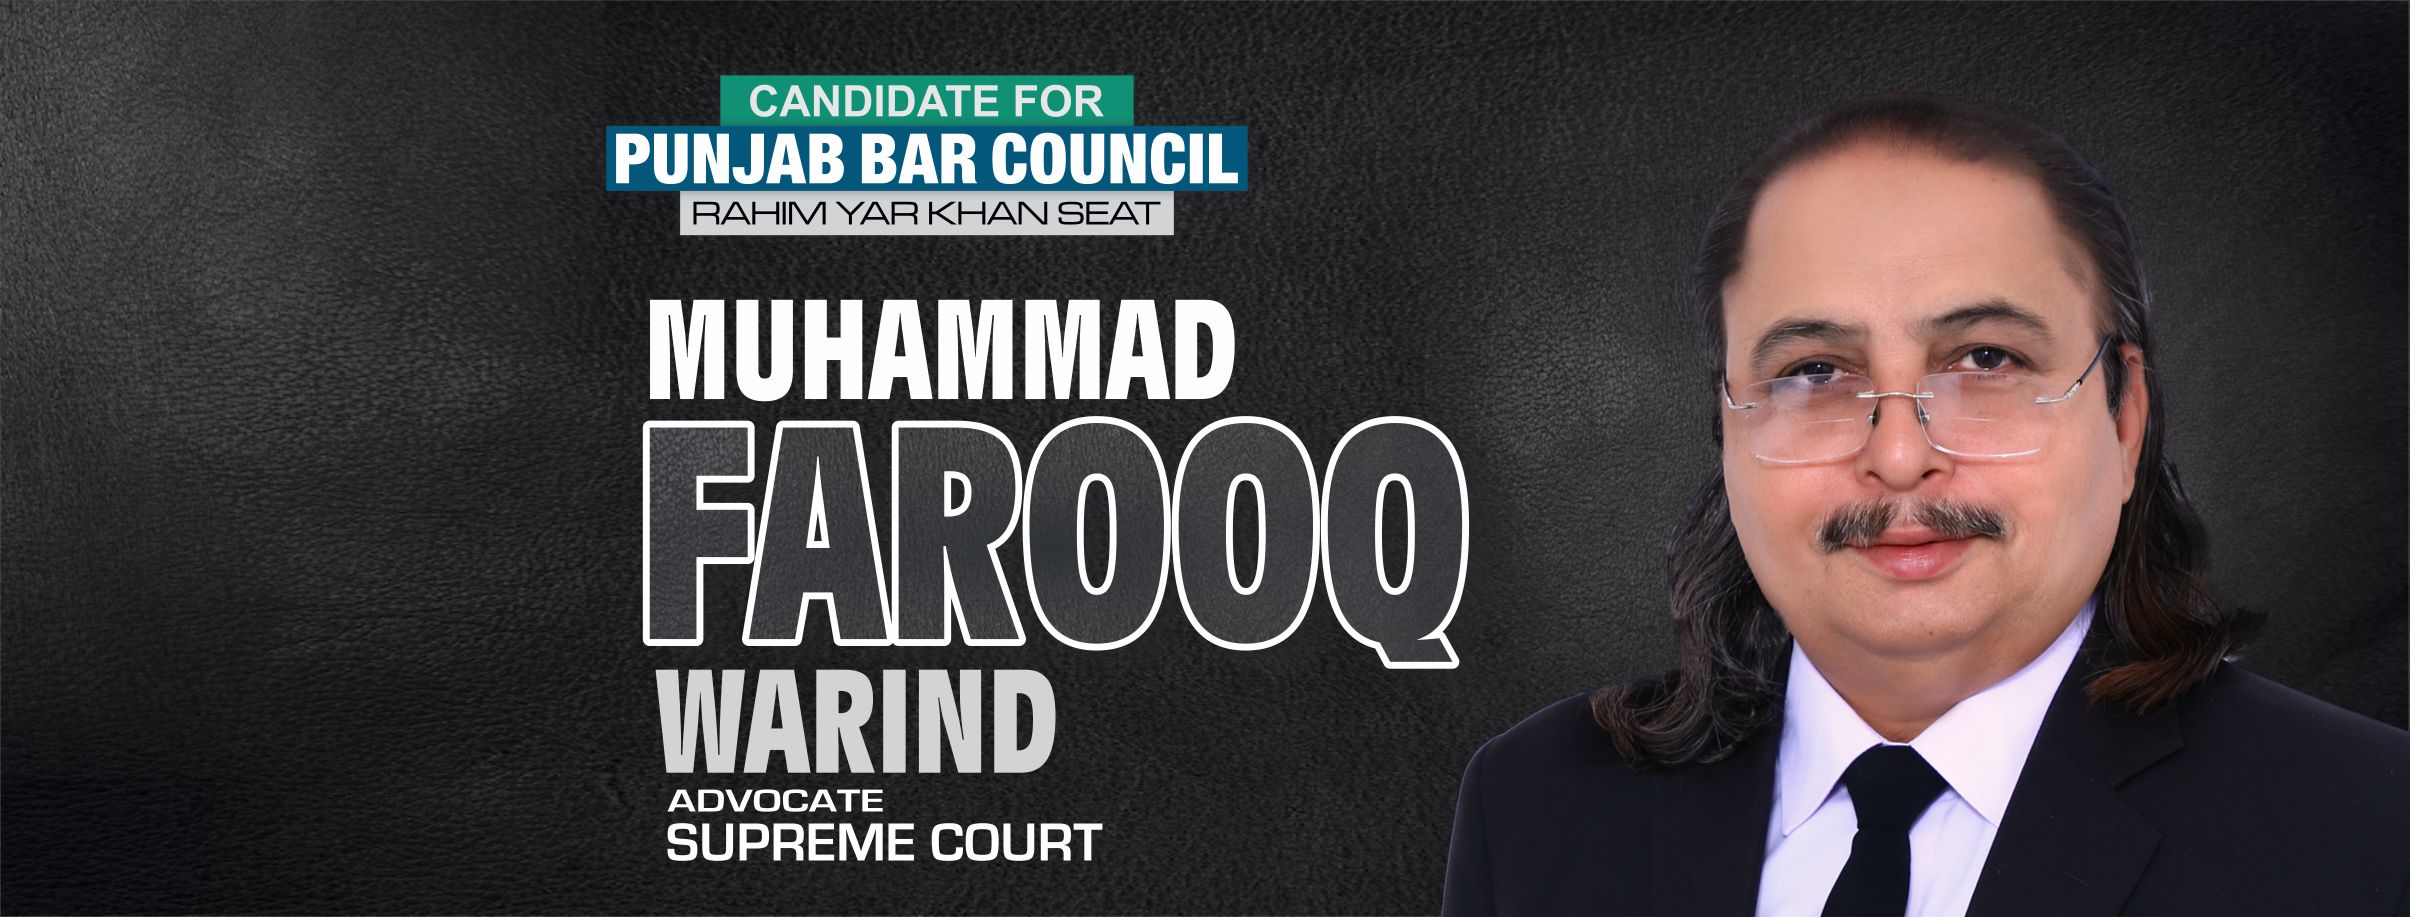 CANDIDATE FOR
PUNJAB BAR COUNCIL
RAHIM YAR KHAN SEAT
MUHAMMAD
FAROOQ
WARIND
ADVOCATE
SUPREME COURT